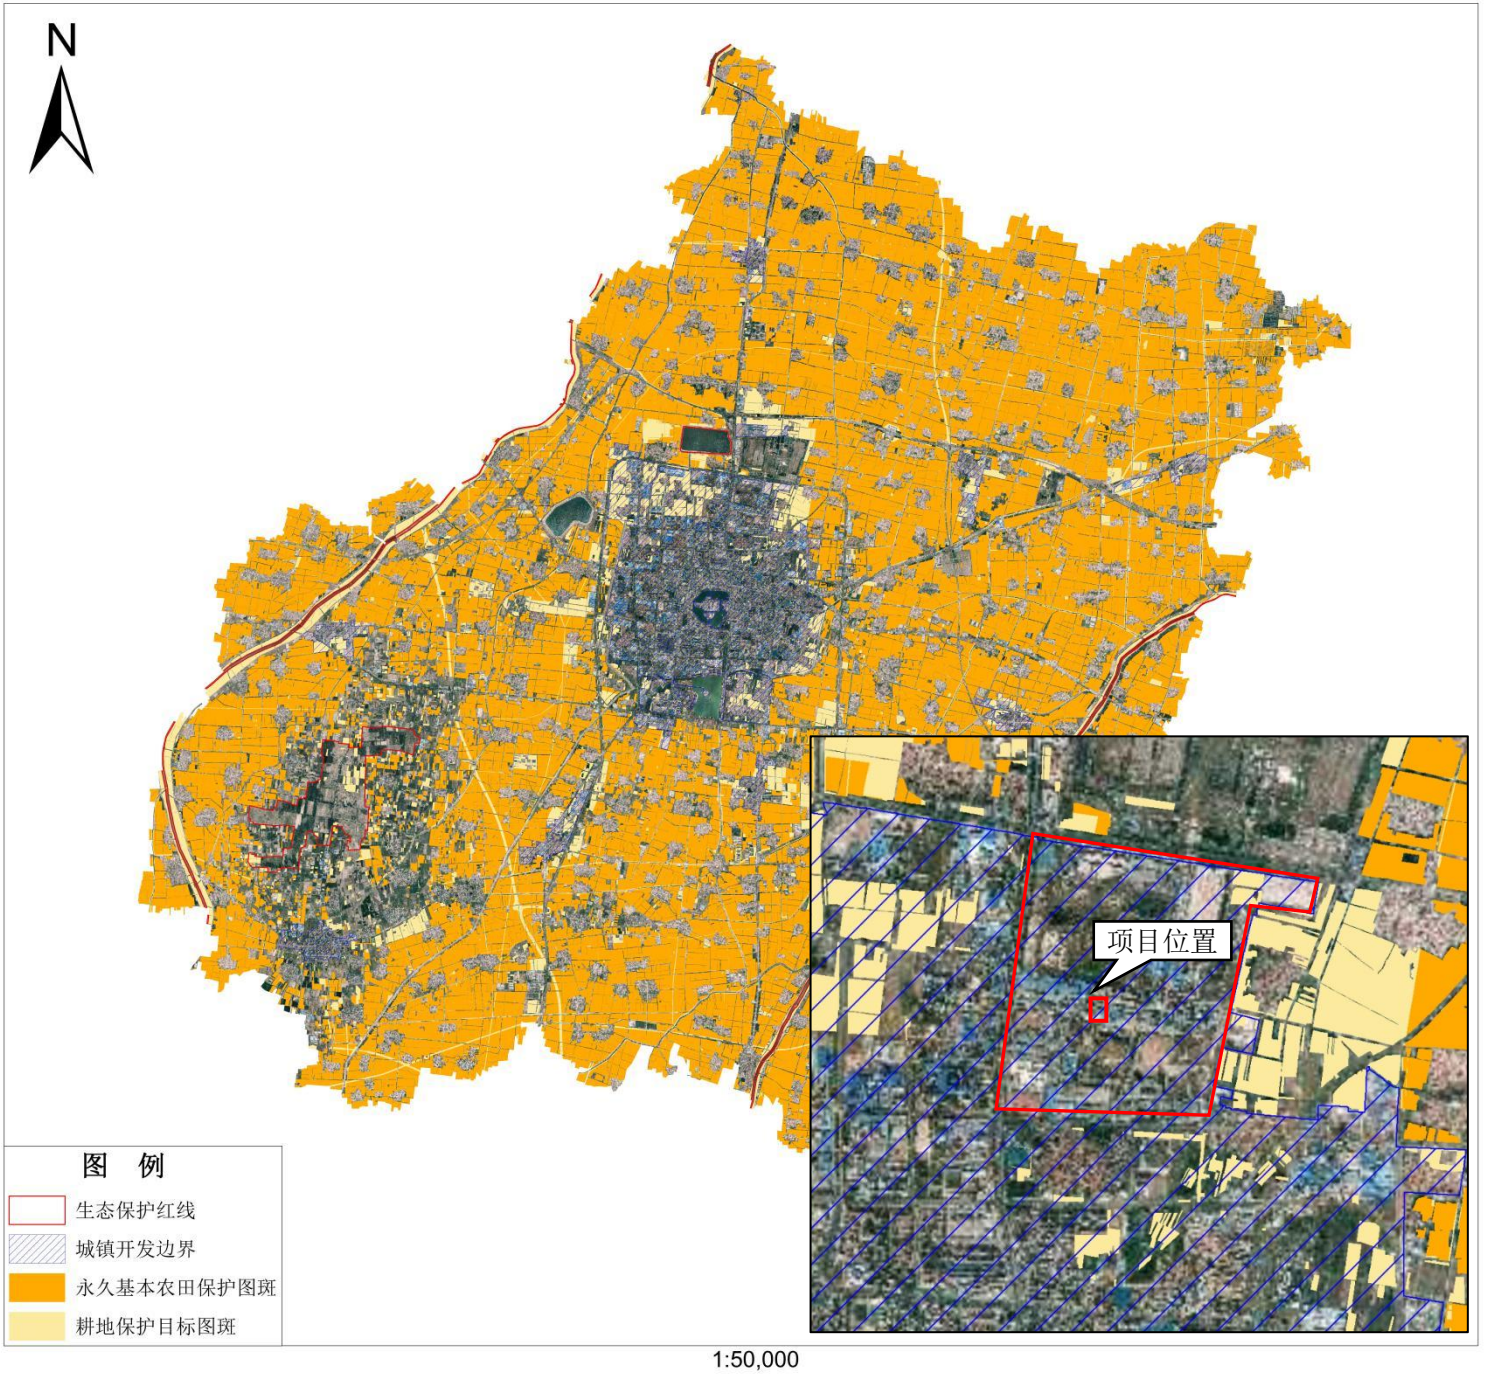 N
项目位置
图 例
生态保护红线
城镇开发边界
永久基本农田保护图斑
耕地保护目标图斑
1:50,000